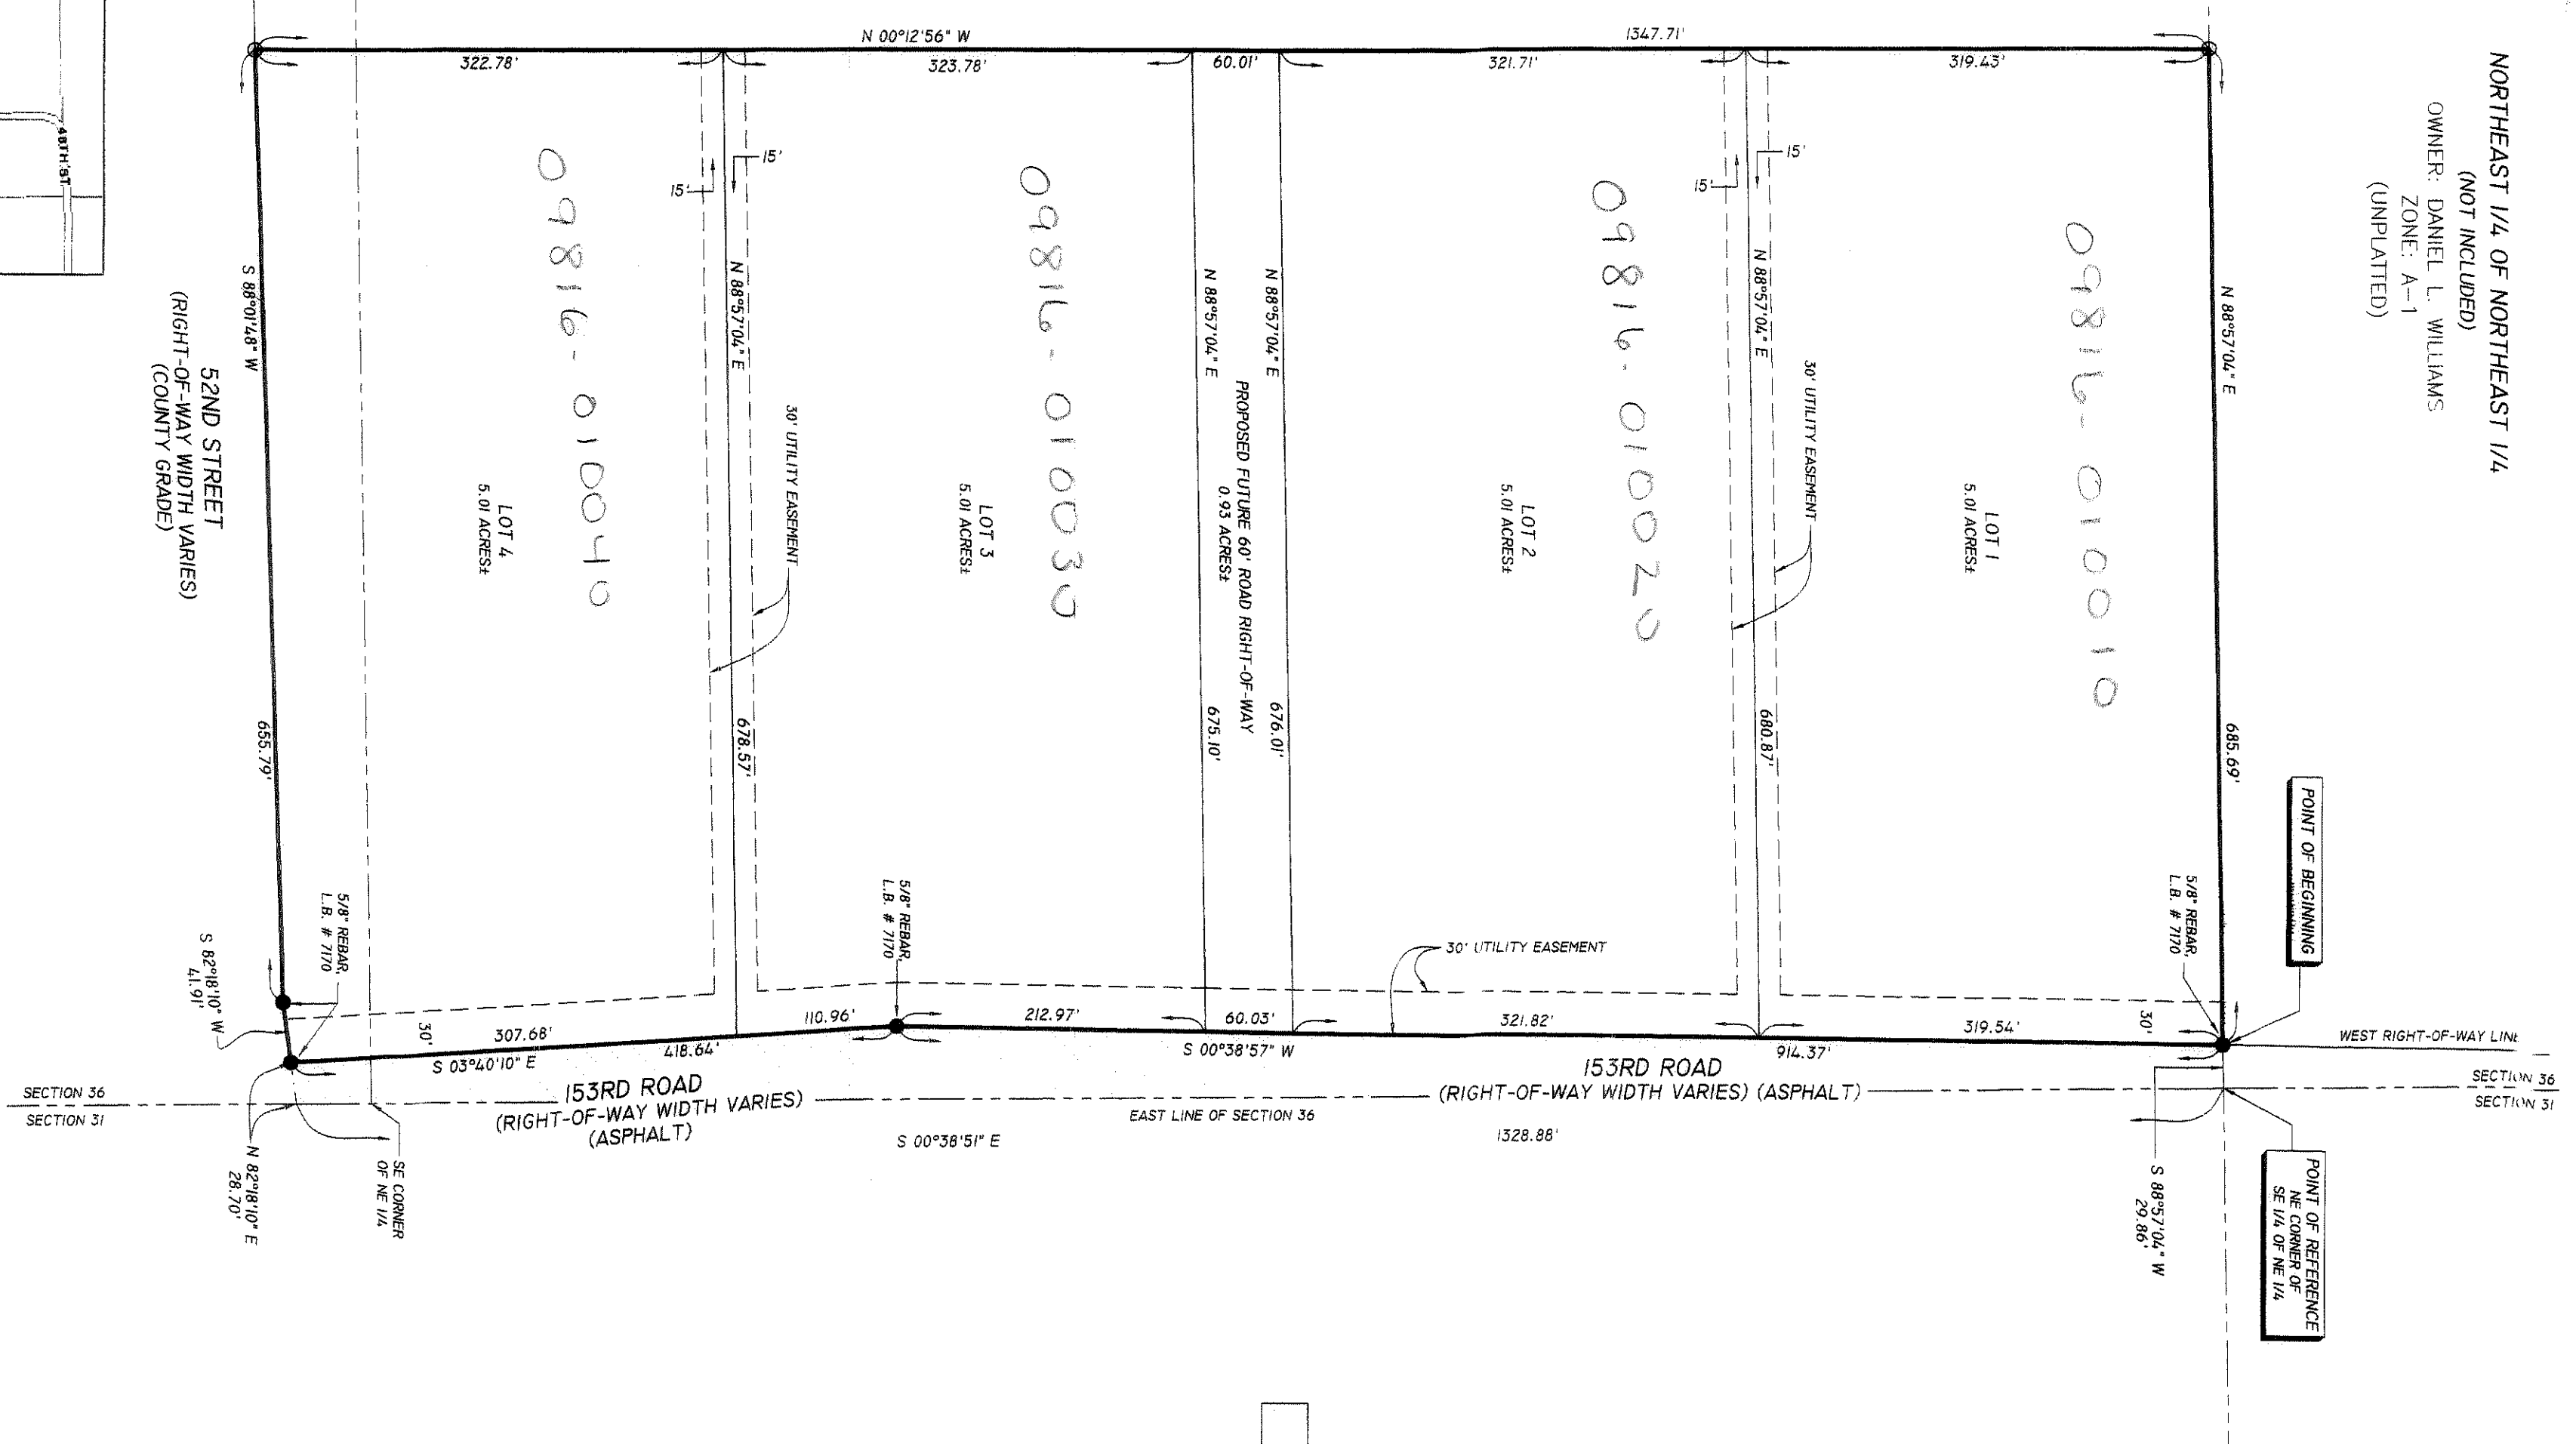 NORTHEAST 1/4 OF NORTHEAST 1/4
(NOT INCLUDED)
OWNER: DANIEL L. WILLIAMS
ZONE: A-1
(UNPLATTED)
N 88°57'04" E
685.69'
POINT OF BEGINNING
5/8" REBAR,
L.B. # 7170
WEST RIGHT-OF-WAY LINE
SECTION 36
SECTION 31
POINT OF REFERENCE
NE CORNER OF
SE 1/4 OF NE 1/4
S 88°57'04" W
29.86'
N 00°12'56" W
1347.71'
322.78'
323.78'
60.01'
321.71'
319.43'
09816-010010
LOT 1
5.01 ACRES±
30' UTILITY EASEMENT
15'
15'
N 88°57'04" E
680.87'
09816-010020
LOT 2
5.01 ACRES±
N 88°57'04" E
676.01'
PROPOSED FUTURE 60' ROAD RIGHT-OF-WAY
0.93 ACRES±
N 88°57'04" E
675.10'
09816-010030
LOT 3
5.01 ACRES±
30' UTILITY EASEMENT
15'
15'
N 88°57'04" E
678.57'
09816-010040
LOT 4
5.01 ACRES±
S 88°01'48" W
655.79'
52ND STREET
(RIGHT-OF-WAY WIDTH VARIES)
(COUNTY GRADE)
48TH ST
5/8" REBAR,
L.B. # 7170
5/8" REBAR,
L.B. # 7170
S 82°18'10" W
41.91'
30' UTILITY EASEMENT
30'
30'
307.68'
110.96'
212.97'
60.03'
321.82'
319.54'
S 03°40'10" E
418.64'
S 00°38'57" W
914.37'
153RD ROAD
(RIGHT-OF-WAY WIDTH VARIES)
(ASPHALT)
153RD ROAD
(RIGHT-OF-WAY WIDTH VARIES) (ASPHALT)
SECTION 36
SECTION 31
EAST LINE OF SECTION 36
S 00°38'51" E
1328.88'
SE CORNER
OF NE 1/4
N 82°18'10" E
28.70'